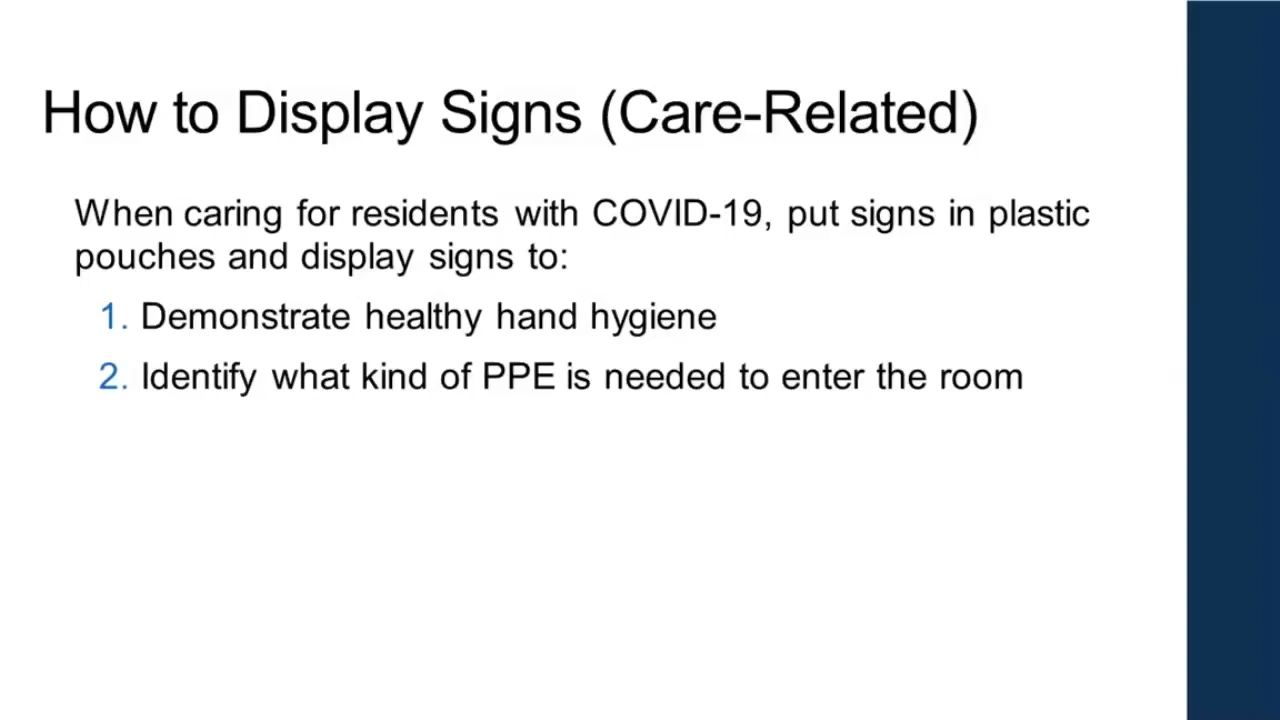 How to Display Signs (Care-Related)
When caring for residents with COVID-19, put signs in plastic
pouches and display signs to:
1. Demonstrate healthy hand hygiene
2. Identify what kind of PPE is needed to enter the room